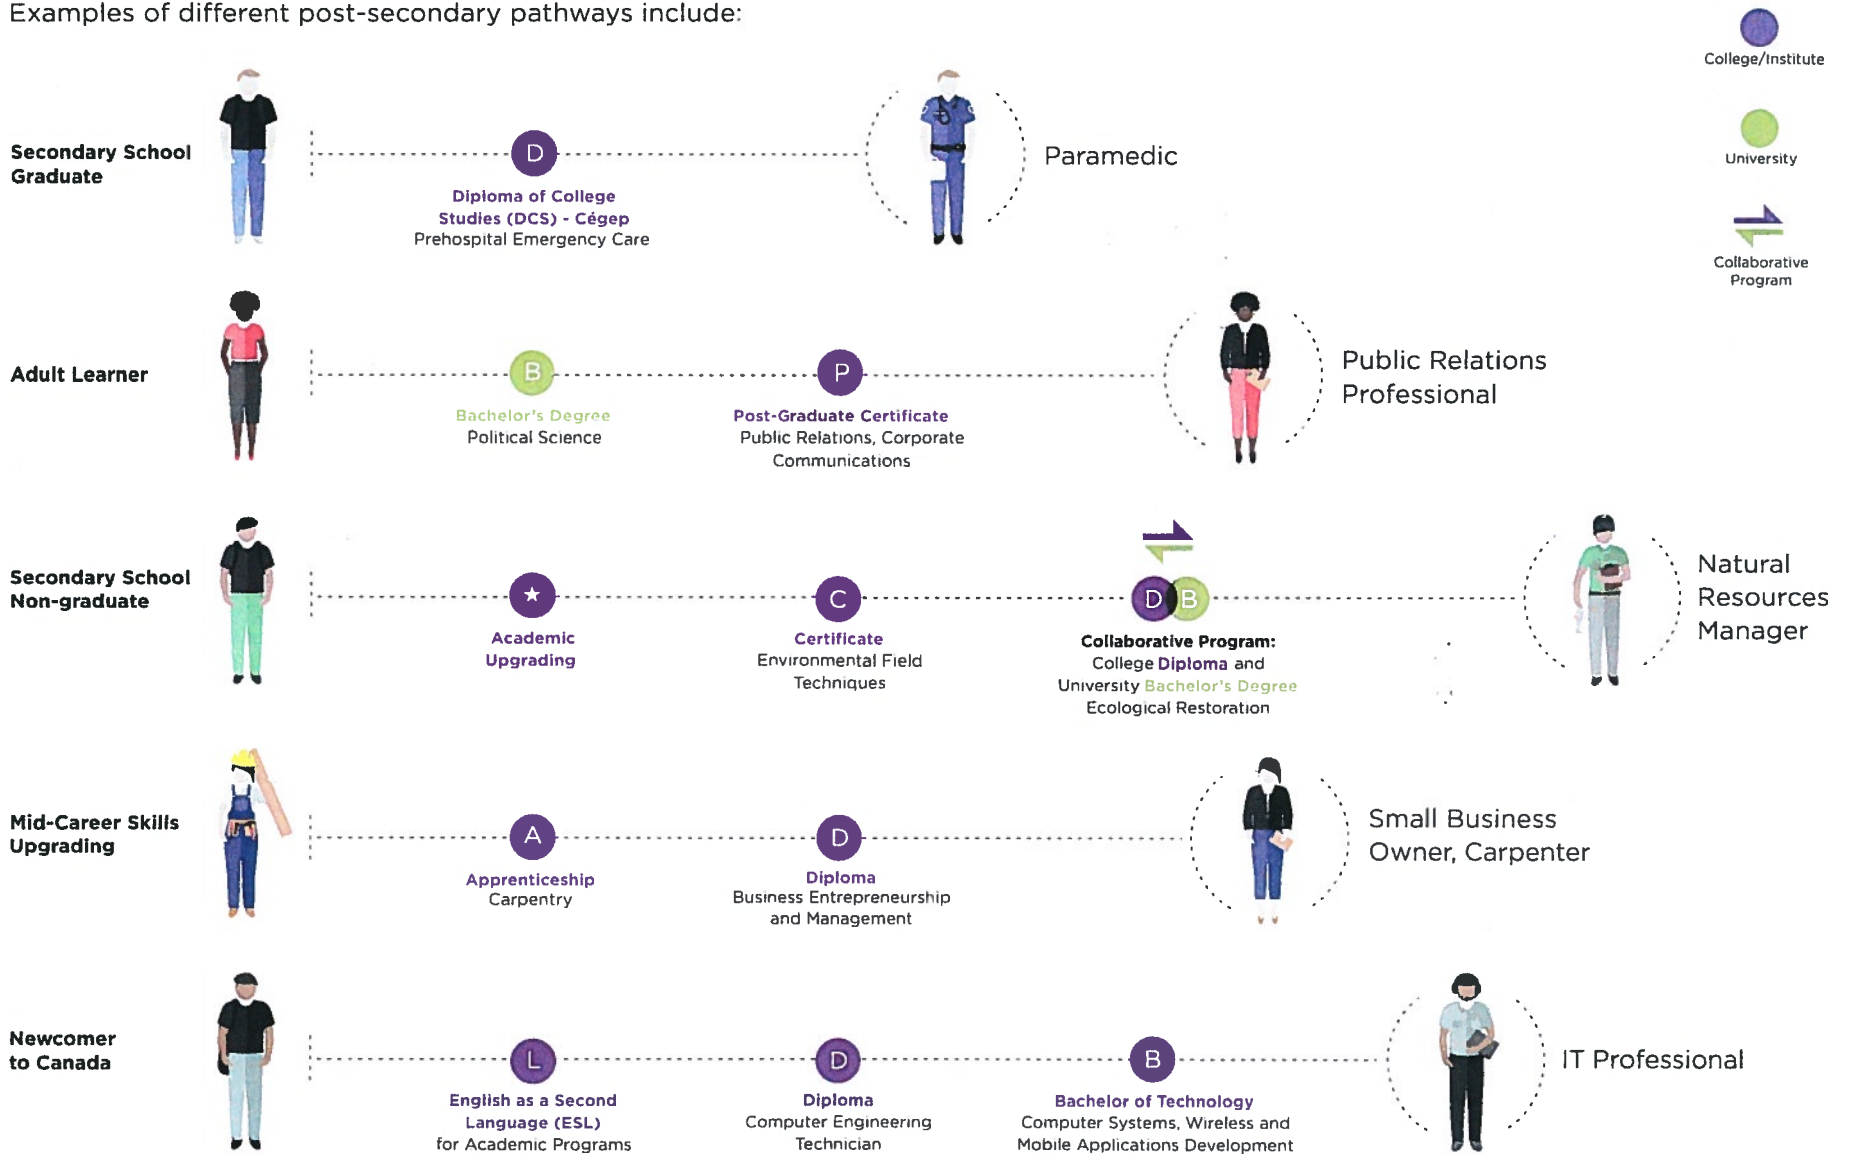 Examples of different post-secondary pathways include:
College/Institute
University
Collaborative
Program
Secondary School
Graduate
D
Diploma of College
Studies (DCS) - Cégep
Prehospital Emergency Care
Paramedic
Adult Learner
B
Bachelor's Degree
Political Science
P
Post-Graduate Certificate
Public Relations, Corporate
Communications
Public Relations
Professional
Secondary School
Non-graduate
Academic
Upgrading
C
Certificate
Environmental Field
Techniques
D B
Collaborative Program:
College Diploma and
University Bachelor's Degree
Ecological Restoration
Natural
Resources
Manager
Mid-Career Skills
Upgrading
A
Apprenticeship
Carpentry
D
Diploma
Business Entrepreneurship
and Management
Small Business
Owner, Carpenter
Newcomer
to Canada
L
English as a Second
Language (ESL)
for Academic Programs
D
Diploma
Computer Engineering
Technician
B
Bachelor of Technology
Computer Systems, Wireless and
Mobile Applications Development
IT Professional